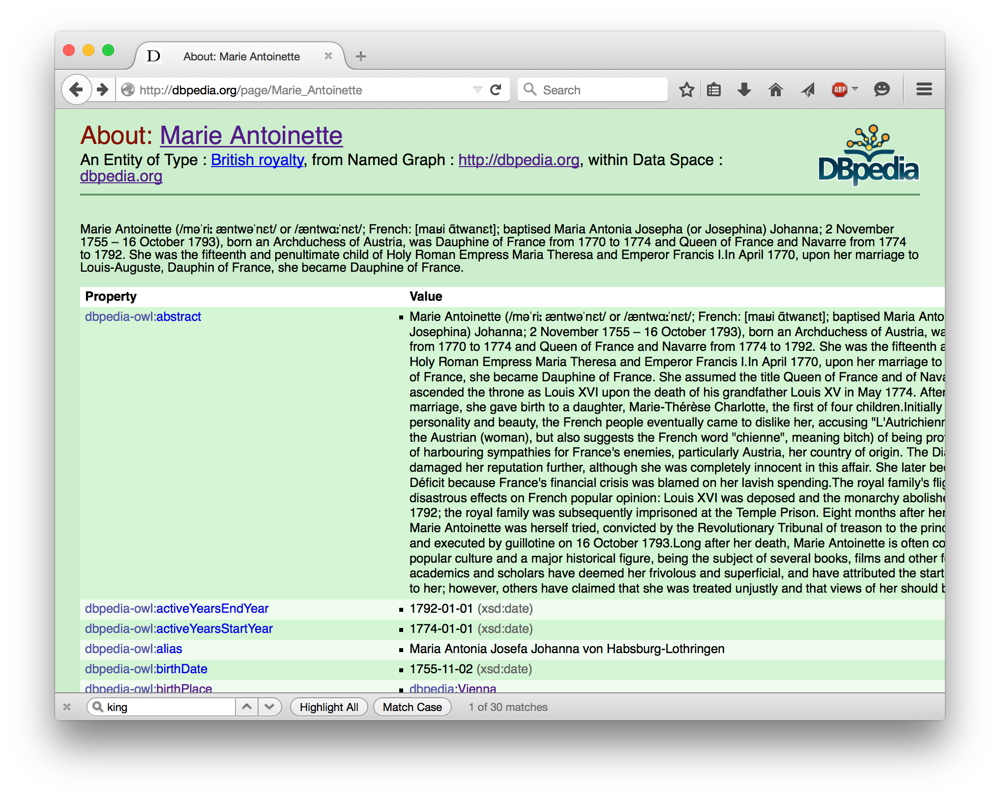 D About: Marie Antoinette
http://dbpedia.org/page/Marie_Antoinette Search ABP
About: Marie Antoinette
An Entity of Type : British royalty, from Named Graph : http://dbpedia.org, within Data Space :
dbpedia.org
DBpedia
Marie Antoinette (/məˈriː æntwəˈnɛt/ or /æntwɑːˈnɛt/; French: [maʁi ɑ̃twanɛt]; baptised Maria Antonia Josepha (or Josephina) Johanna; 2 November
1755 – 16 October 1793), born an Archduchess of Austria, was Dauphine of France from 1770 to 1774 and Queen of France and Navarre from 1774
to 1792. She was the fifteenth and penultimate child of Holy Roman Empress Maria Theresa and Emperor Francis I.In April 1770, upon her marriage to
Louis-Auguste, Dauphin of France, she became Dauphine of France.
Property Value
dbpedia-owl:abstract
Marie Antoinette (/məˈriː æntwəˈnɛt/ or /æntwɑːˈnɛt/; French: [maʁi ɑ̃twanɛt]; baptised Maria Anto
Josephina) Johanna; 2 November 1755 – 16 October 1793), born an Archduchess of Austria, wa
from 1770 to 1774 and Queen of France and Navarre from 1774 to 1792. She was the fifteenth a
Holy Roman Empress Maria Theresa and Emperor Francis I.In April 1770, upon her marriage to
of France, she became Dauphine of France. She assumed the title Queen of France and of Nava
ascended the throne as Louis XVI upon the death of his grandfather Louis XV in May 1774. After
marriage, she gave birth to a daughter, Marie-Thérèse Charlotte, the first of four children.Initially
personality and beauty, the French people eventually came to dislike her, accusing "L'Autrichienn
the Austrian (woman), but also suggests the French word "chienne", meaning bitch) of being prof
of harbouring sympathies for France's enemies, particularly Austria, her country of origin. The Dia
damaged her reputation further, although she was completely innocent in this affair. She later bec
Déficit because France's financial crisis was blamed on her lavish spending.The royal family's flig
disastrous effects on French popular opinion: Louis XVI was deposed and the monarchy abolishe
1792; the royal family was subsequently imprisoned at the Temple Prison. Eight months after her
Marie Antoinette was herself tried, convicted by the Revolutionary Tribunal of treason to the princ
and executed by guillotine on 16 October 1793.Long after her death, Marie Antoinette is often co
popular culture and a major historical figure, being the subject of several books, films and other f
academics and scholars have deemed her frivolous and superficial, and have attributed the start
to her; however, others have claimed that she was treated unjustly and that views of her should b
dbpedia-owl:activeYearsEndYear 1792-01-01 (xsd:date)
dbpedia-owl:activeYearsStartYear 1774-01-01 (xsd:date)
dbpedia-owl:alias Maria Antonia Josefa Johanna von Habsburg-Lothringen
dbpedia-owl:birthDate 1755-11-02 (xsd:date)
dbpedia-owl:birthPlace dbpedia:Vienna
king Highlight All Match Case 1 of 30 matches